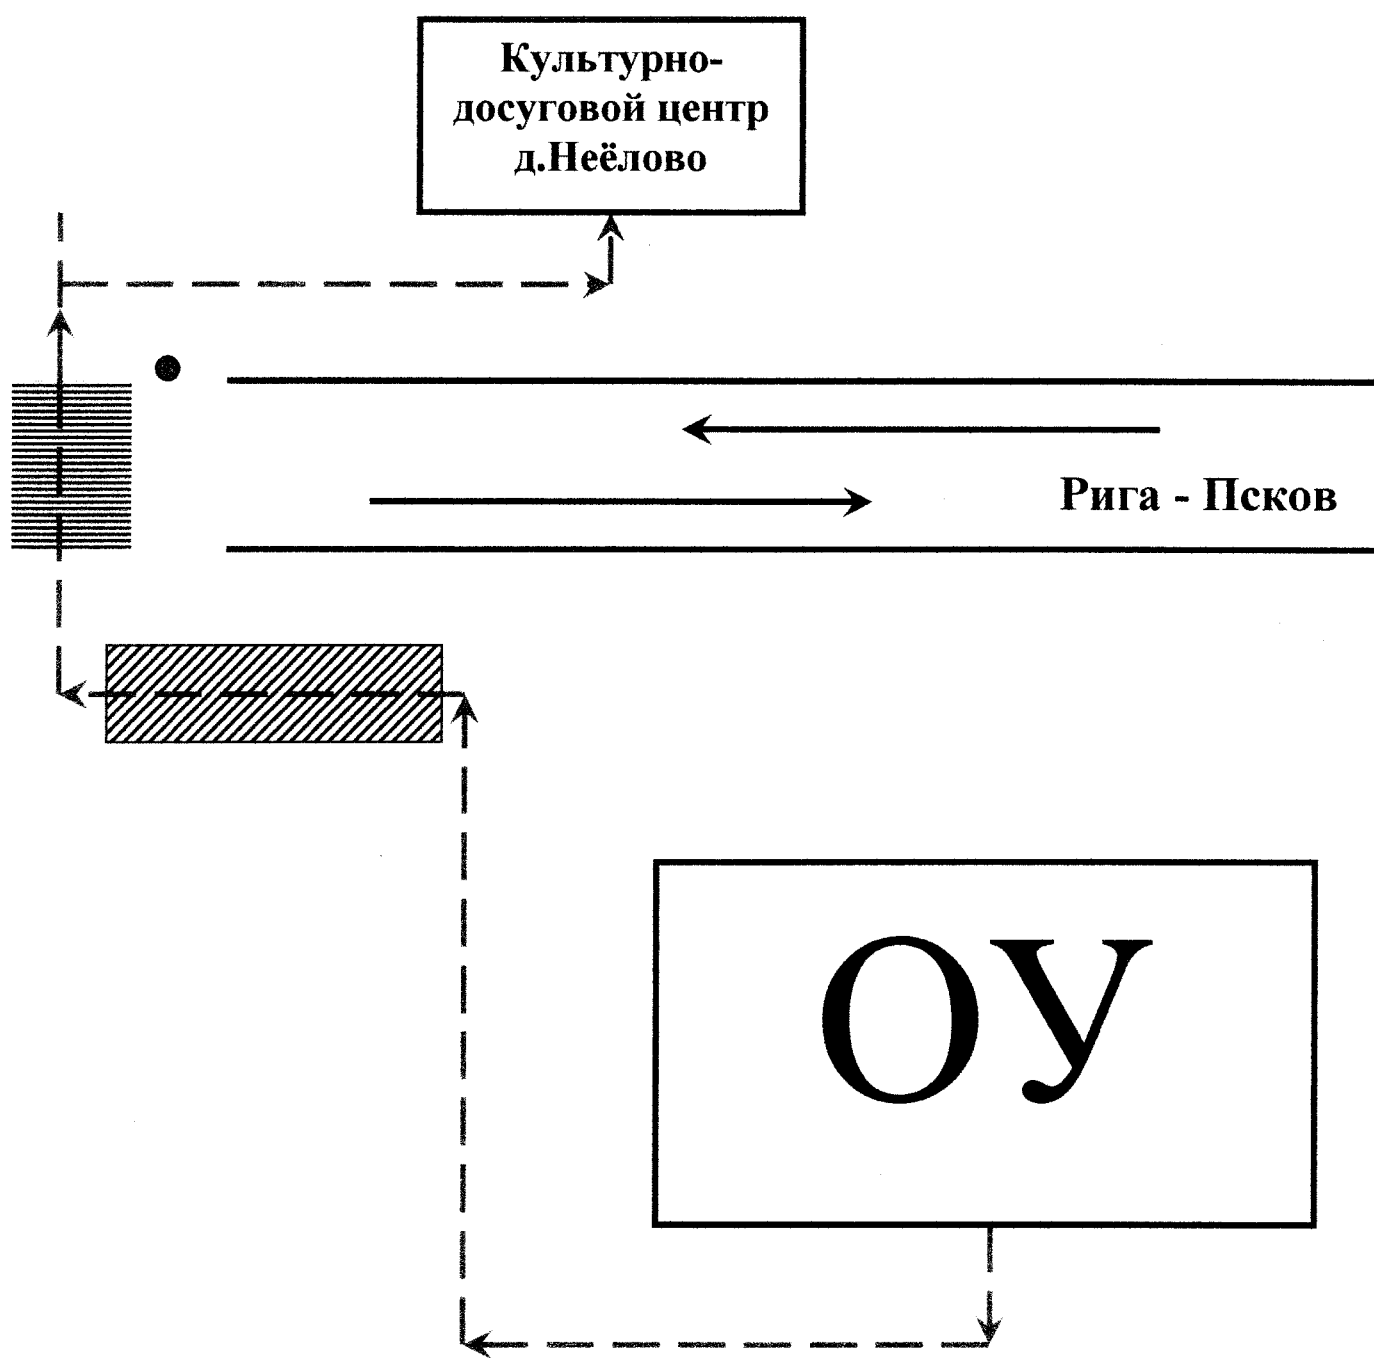 Культурно-
досуговой центр
д.Неёлово
Рига - Псков
ОУ